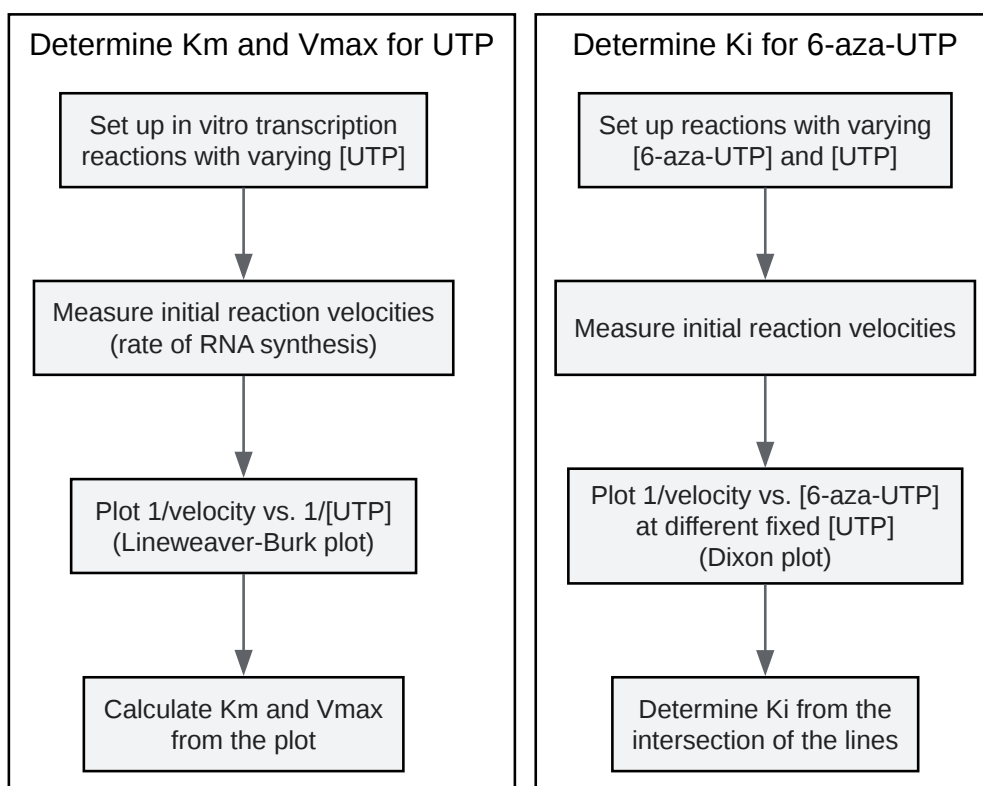 Determine Km and Vmax for UTP
Set up in vitro transcription
reactions with varying [UTP]
Measure initial reaction velocities
(rate of RNA synthesis)
Plot 1/velocity vs. 1/[UTP]
(Lineweaver-Burk plot)
Calculate Km and Vmax
from the plot
Determine Ki for 6-aza-UTP
Set up reactions with varying
[6-aza-UTP] and [UTP]
Measure initial reaction velocities
Plot 1/velocity vs. [6-aza-UTP]
at different fixed [UTP]
(Dixon plot)
Determine Ki from the
intersection of the lines